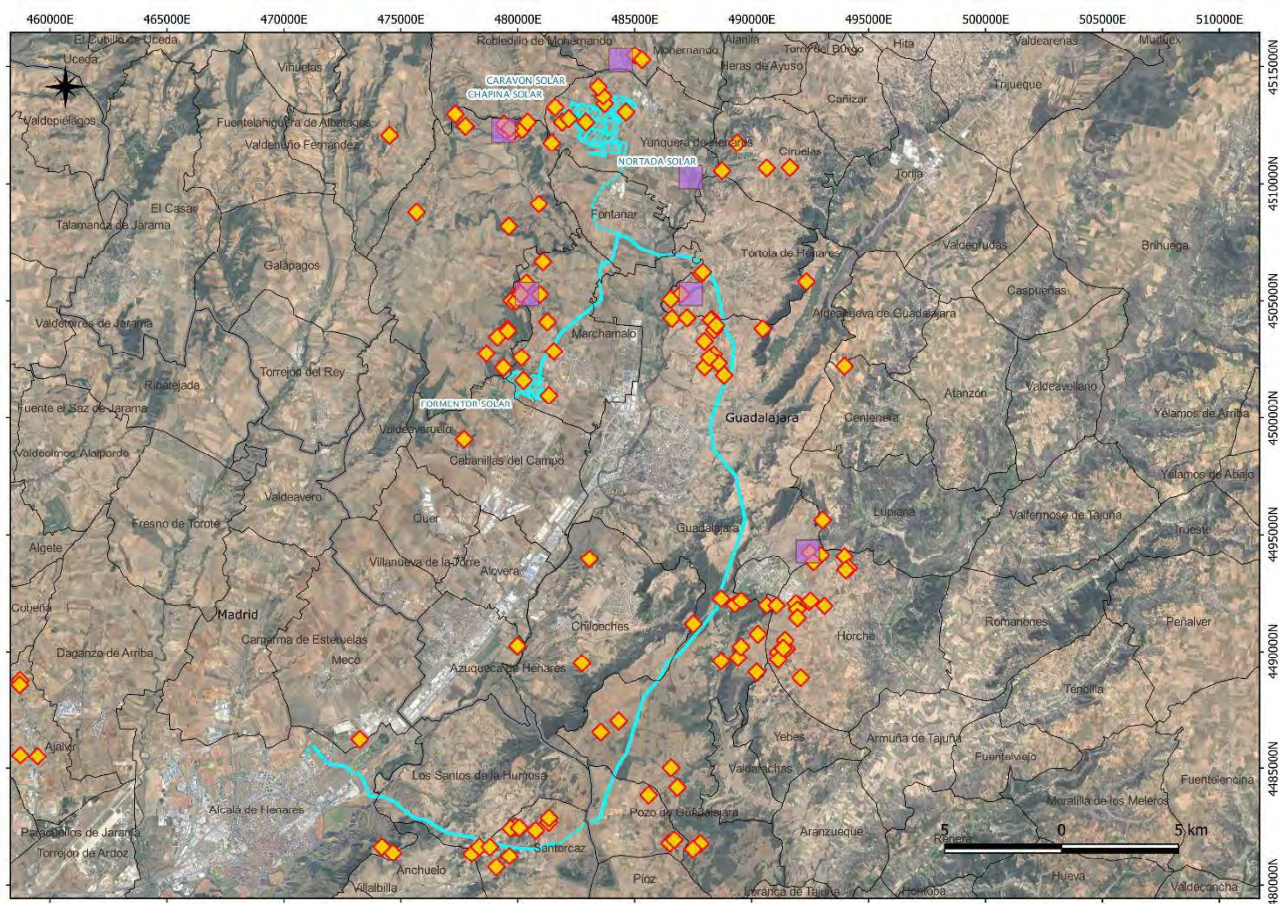 460000E 465000E 470000E 475000E 480000E 485000E 490000E 495000E 500000E 505000E 510000E
El Cubillo de Uceda
Robledillo de Mohernando
Mohernando
Alarilla
Torre del Burgo
Hita
Valdearenas
Muduex
Uceda
Viñuelas
Heras de Ayuso
Trijueque
4515000N
CARAVON SOLAR
CHAPINA SOLAR
Cañizar
Valdepiélagos
Fuentelahiguera de Albatages
Valdenuño Fernández
Yunquera de Henares
Ciruelas
NORTADA SOLAR
Torija
4510000N
El Casar
Talamanca de Jarama
Fontanar
Valdegrudas
Brihuega
Galápagos
Tórtola de Henares
Caspueñas
4505000N
Valdetorres de Jarama
Aldeanueva de Guadalajara
Marchamalo
Torrejón del Rey
Ribatejada
Valdeavellano
Atanzón
Fuente el Saz de Jarama
FORMENTOR SOLAR
Yélamos de Arriba
Guadalajara
Centenera
4500000N
Valdeaveruelo
Valdeolmos-Alalpardo
Cabanillas del Campo
Yélamos de Abajo
Valdeavero
Quer
Lupiana
Valfermoso de Tajuña
Fresno de Torote
Guadalajara
Irueste
4495000N
Algete
Villanueva de la Torre
Alovera
Cobeña
Madrid
Chiloeches
Romanones
Peñalver
Camarma de Esteruelas
Horche
Daganzo de Arriba
Meco
Azuqueca de Henares
4490000N
Tendilla
Ajalvir
Yebes
Armuña de Tajuña
Los Santos de la Humosa
Valdarachas
Fuentelviejo
Fuentelencina
4485000N
Alcalá de Henares
Pozo de Guadalajara
Moratilla de los Meleros
Paracuellos de Jarama
Aranzueque
Renera
5 0 5 km
Torrejón de Ardoz
Santorcaz
Anchuelo
Pioz
Hueva
Villalbilla
Loranca de Tajuña
Hontoba
Valdeconcha
4480000N